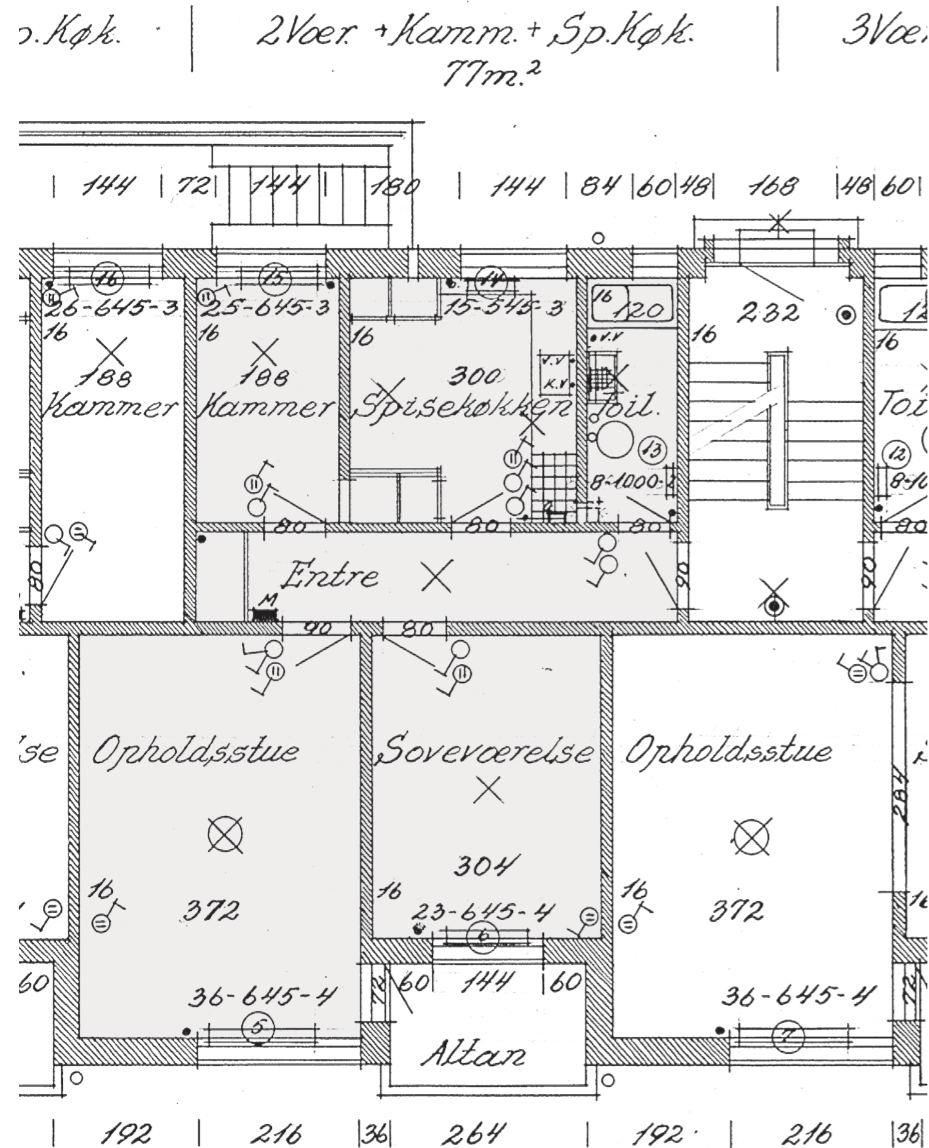 p.Køk. 2Vær. + Kamm. + Sp.Køk. 3Vær
77m.²
144 72 144 180 144 84 60 48 168 48 60
16 15 14
26-645-3 25-645-3 15-545-3 16 120 232 12
16 16 16 16 16
V.V
188 188 300 V.V K.V
Kammer Kammer Spisekøkken Toil. Toi
13 12
8-1000-2 8-10
80 80 80 80
80 Entre 90 90
M
90 80
lse Opholdsstue Soveværelse Opholdsstue S
284
304
16 16 16 16
372 23-645-4 372
6
60 36-645-4 72 60 144 60 36-645-4 72
5 7
Altan
192 216 36 264 192 216 36